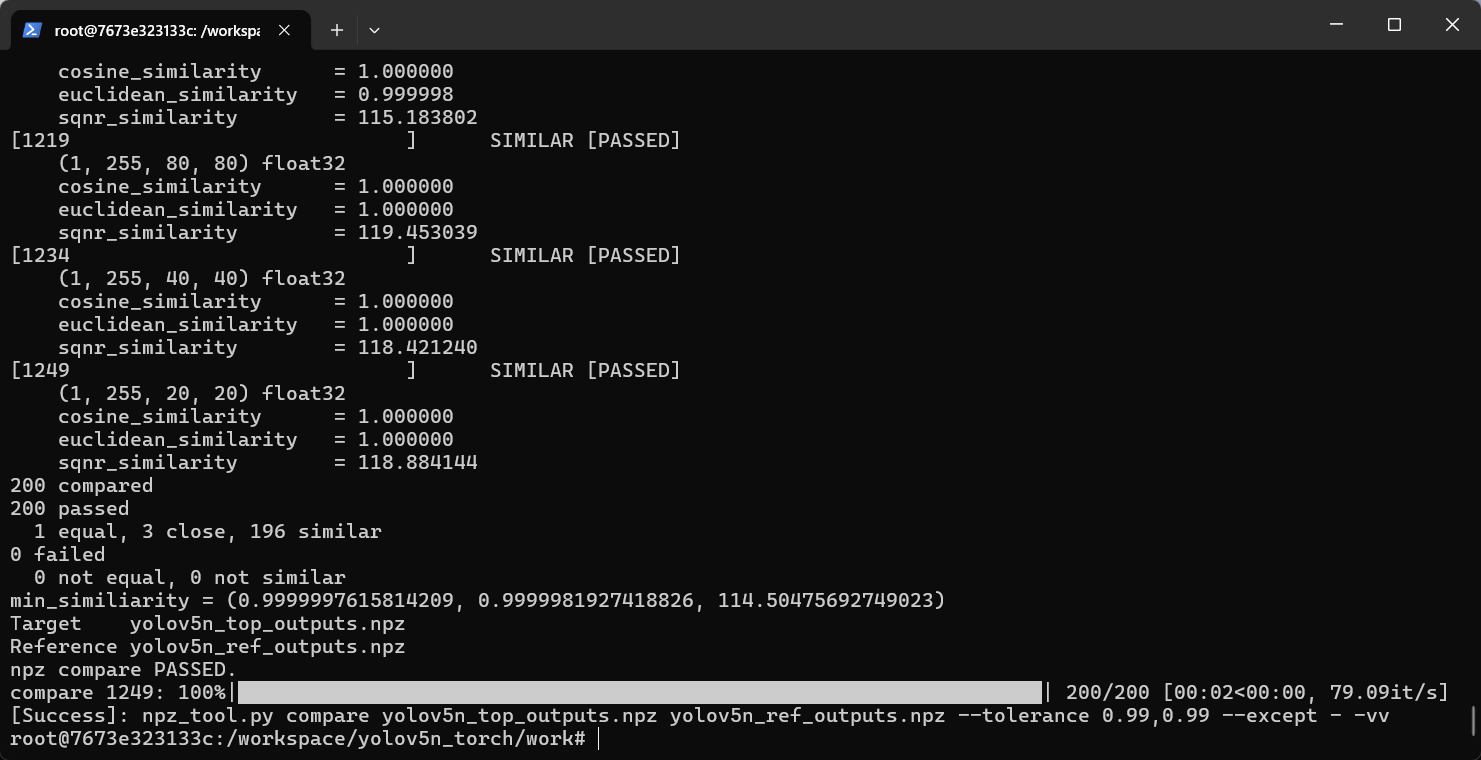 root@7673e323133c: /workspa
    cosine_similarity      = 1.000000
    euclidean_similarity   = 0.999998
    sqnr_similarity        = 115.183802
[1219                            ]      SIMILAR [PASSED]
    (1, 255, 80, 80) float32
    cosine_similarity      = 1.000000
    euclidean_similarity   = 1.000000
    sqnr_similarity        = 119.453039
[1234                            ]      SIMILAR [PASSED]
    (1, 255, 40, 40) float32
    cosine_similarity      = 1.000000
    euclidean_similarity   = 1.000000
    sqnr_similarity        = 118.421240
[1249                            ]      SIMILAR [PASSED]
    (1, 255, 20, 20) float32
    cosine_similarity      = 1.000000
    euclidean_similarity   = 1.000000
    sqnr_similarity        = 118.884144
200 compared
200 passed
  1 equal, 3 close, 196 similar
0 failed
  0 not equal, 0 not similar
min_similiarity = (0.9999997615814209, 0.9999981927418826, 114.50475692749023)
Target    yolov5n_top_outputs.npz
Reference yolov5n_ref_outputs.npz
npz compare PASSED.
compare 1249: 100%|██████████| 200/200 [00:02<00:00, 79.09it/s]
[Success]: npz_tool.py compare yolov5n_top_outputs.npz yolov5n_ref_outputs.npz --tolerance 0.99,0.99 --except - -vv
root@7673e323133c:/workspace/yolov5n_torch/work#